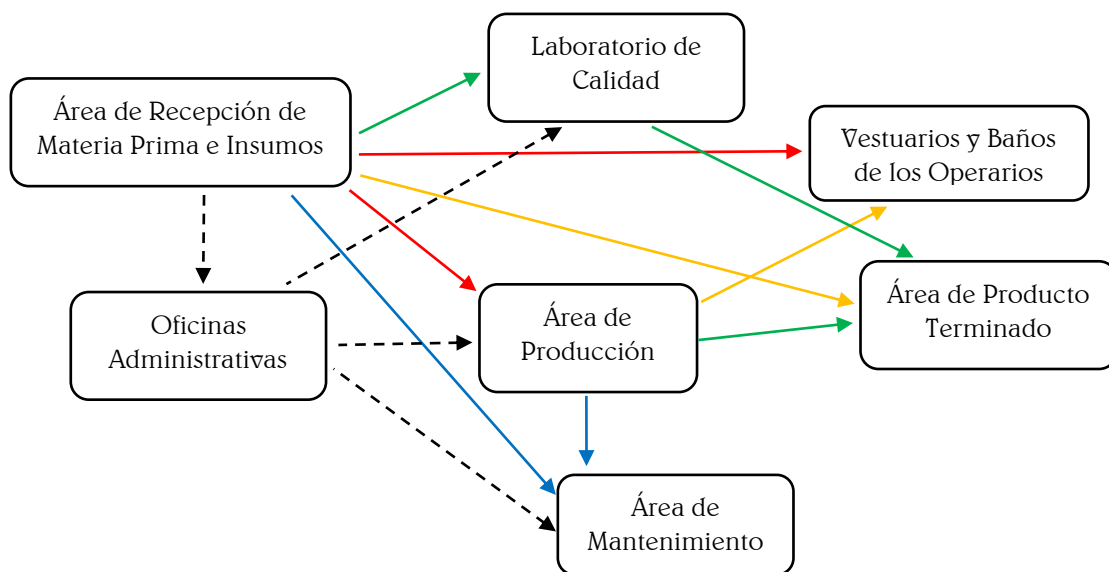 Laboratorio de
Calidad
Área de Recepción de
Materia Prima e Insumos
Vestuarios y Baños
de los Operarios
Oficinas
Administrativas
Área de
Producción
Área de Producto
Terminado
Área de
Mantenimiento